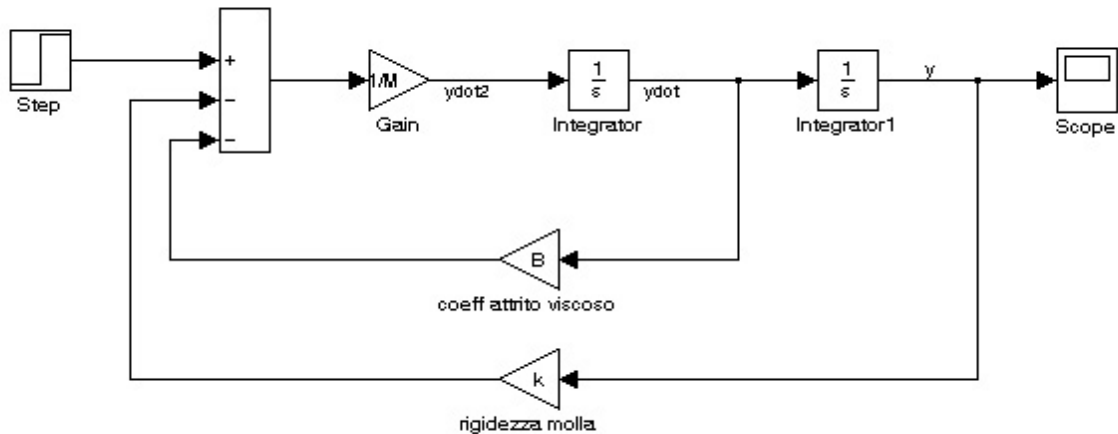 +
−
−
Step
1/M
Gain
ydot2
1
s
Integrator
ydot
1
s
Integrator1
y
Scope
B
coeff attrito viscoso
k
rigidezza molla